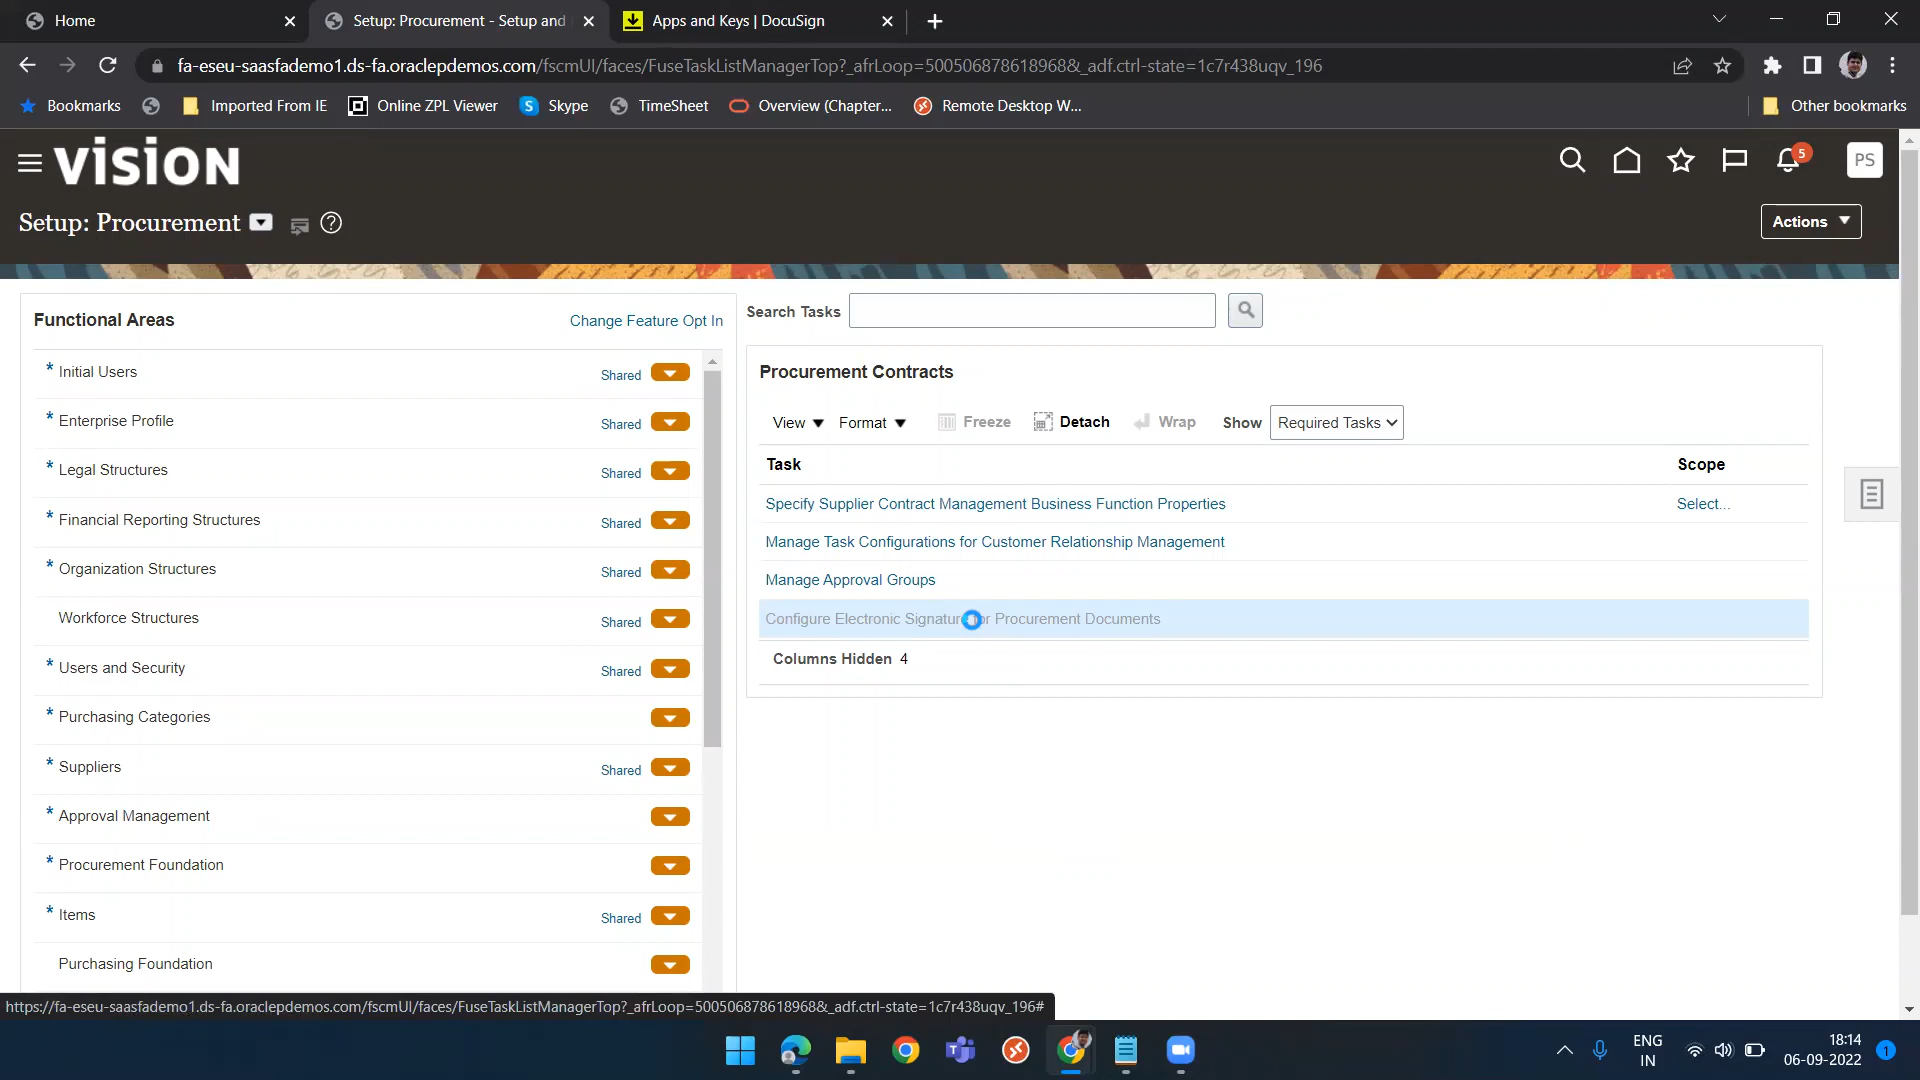 Home
Setup: Procurement - Setup and
Apps and Keys | DocuSign
fa-eseu-saasfademo1.ds-fa.oraclepdemos.com/fscmUI/faces/FuseTaskListManagerTop?_afrLoop=50050687861896​8&_adf.ctrl-state=1c7r438uqv_196
Bookmarks
Imported From IE
Online ZPL Viewer
Skype
TimeSheet
Overview (Chapter...
Remote Desktop W...
Other bookmarks
VISION
5
PS
Setup: Procurement
Actions
Functional Areas
Change Feature Opt In
* Initial Users Shared
* Enterprise Profile Shared
* Legal Structures Shared
* Financial Reporting Structures Shared
* Organization Structures Shared
Workforce Structures Shared
* Users and Security Shared
* Purchasing Categories
* Suppliers Shared
* Approval Management
* Procurement Foundation
* Items Shared
Purchasing Foundation
Search Tasks
Procurement Contracts
View Format Freeze Detach Wrap Show Required Tasks
Task Scope
Specify Supplier Contract Management Business Function Properties Select...
Manage Task Configurations for Customer Relationship Management
Manage Approval Groups
Configure Electronic Signature for Procurement Documents
Columns Hidden 4
https://fa-eseu-saasfademo1.ds-fa.oraclepdemos.com/fscmUI/faces/FuseTaskListManagerTop?_afrLoop=50050687861896​8&_adf.ctrl-state=1c7r438uqv_196#
ENG
IN
18:14
06-09-2022
1